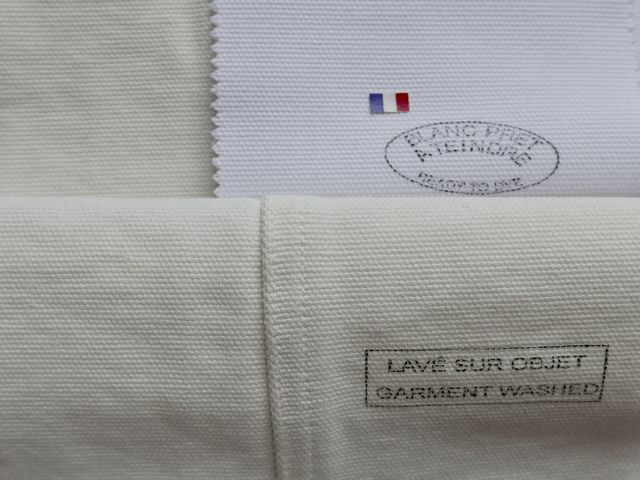 BLANC PRET
A TEINDRE
READY TO DYE
LAVÉ SUR OBJET
GARMENT WASHED